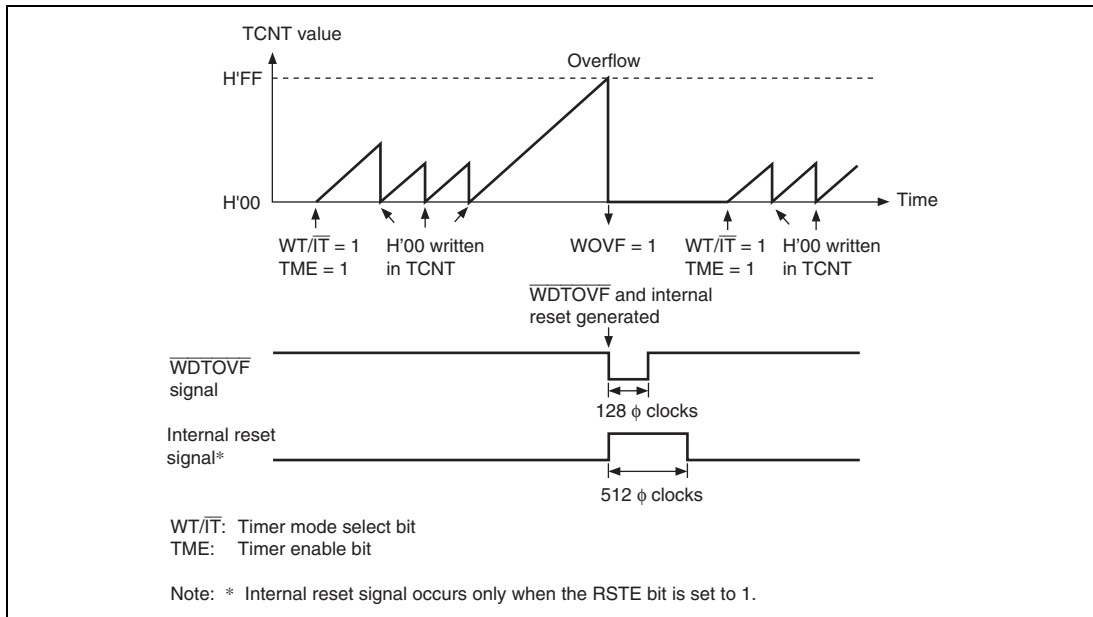 TCNT value
Overflow
H'FF
H'00
Time
WT/IT = 1
TME = 1
H'00 written
in TCNT
WOVF = 1
WT/IT = 1
TME = 1
H'00 written
in TCNT
WDTOVF and internal
reset generated
WDTOVF
signal
128 ϕ clocks
Internal reset
signal*
512 ϕ clocks
WT/IT: Timer mode select bit
TME: Timer enable bit
Note: * Internal reset signal occurs only when the RSTE bit is set to 1.